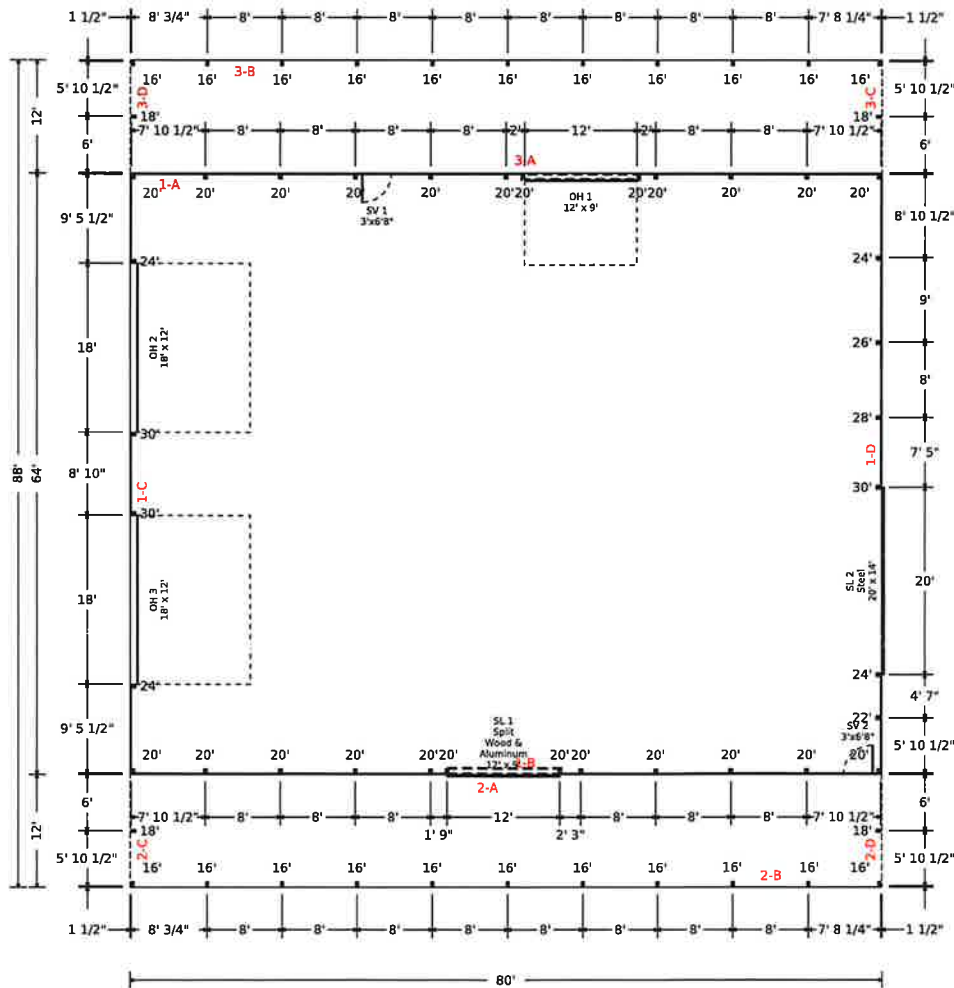 1 1/2" 8' 3/4" 8' 8' 8' 8' 8' 8' 8' 8' 7' 8 1/4" 1 1/2"
16' 16' 3-B 16' 16' 16' 16' 16' 16' 16' 16' 16'
5' 10 1/2" 3-D 3-C 5' 10 1/2"
12'
18' 18'
7' 10 1/2" 8' 8' 8' 8' 2' 12' 2' 8' 8' 7' 10 1/2"
6' 6'
3-A
1-A
20' 20' 20' 20' 20' 20'20' 20'20' 20' 20' 20'
OH 1
12' x 9'
SV 1
3'x6'8"
9' 5 1/2" 8' 10 1/2"
24' 24'
9'
OH 2
18' x 12'
18' 26'
8'
28'
30" 7' 5"
1-D
8' 10"
88' 64'
1-C
30' 30'
OH 3
18' x 12'
18'
SL 2
Steel
20' x 14'
20'
24" 24'
4' 7"
22'
SV 2
3'x6'8"
9' 5 1/2" 5' 10 1/2"
SL 1
Split
Wood &
Aluminum
20' 20' 20' 20' 20'20' 20'20' 20' 20' 20' 20'
2-A
6' 6'
7' 10 1/2" 8' 8' 8' 12' 8' 8' 8' 7' 10 1/2"
1' 9" 2' 3"
18' 18'
12'
2-C 2-D
5' 10 1/2" 5' 10 1/2"
16' 16' 16' 16' 16' 16' 16' 16' 16' 16' 16'
2-B
1 1/2" 8' 3/4" 8' 8' 8' 8' 8' 8' 8' 8' 7' 8 1/4" 1 1/2"
80'